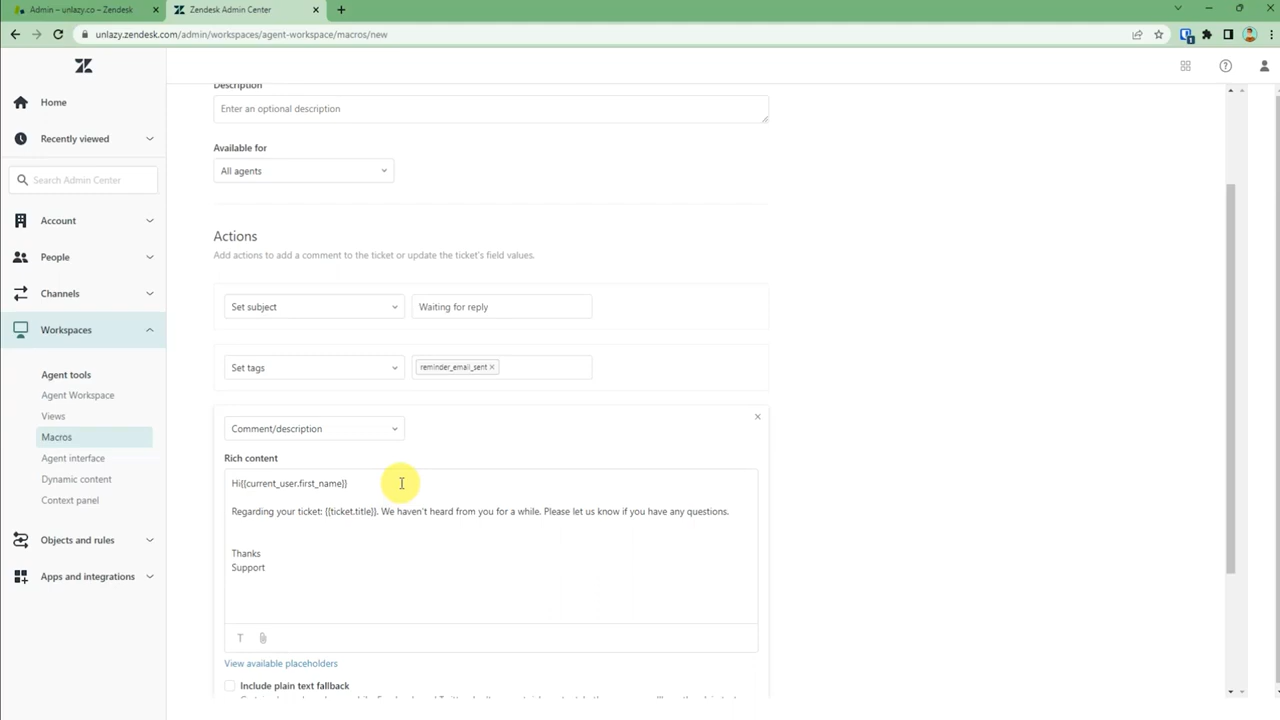 Admin – unlazy.co – Zendesk
Zendesk Admin Center
unlazy.zendesk.com/admin/workspaces/agent-workspace/macros/new
Home
Recently viewed
Search Admin Center
Account
People
Channels
Workspaces
Agent tools
Agent Workspace
Views
Macros
Agent interface
Dynamic content
Context panel
Objects and rules
Apps and integrations
Description
Enter an optional description
Available for
All agents
Actions
Add actions to add a comment to the ticket or update the ticket's field values.
Set subject
Waiting for reply
Set tags
reminder_email_sent
Comment/description
Rich content
Hi{{current_user.first_name}}
Regarding your ticket: {{ticket.title}}. We haven't heard from you for a while. Please let us know if you have any questions.
Thanks
Support
T
View available placeholders
Include plain text fallback